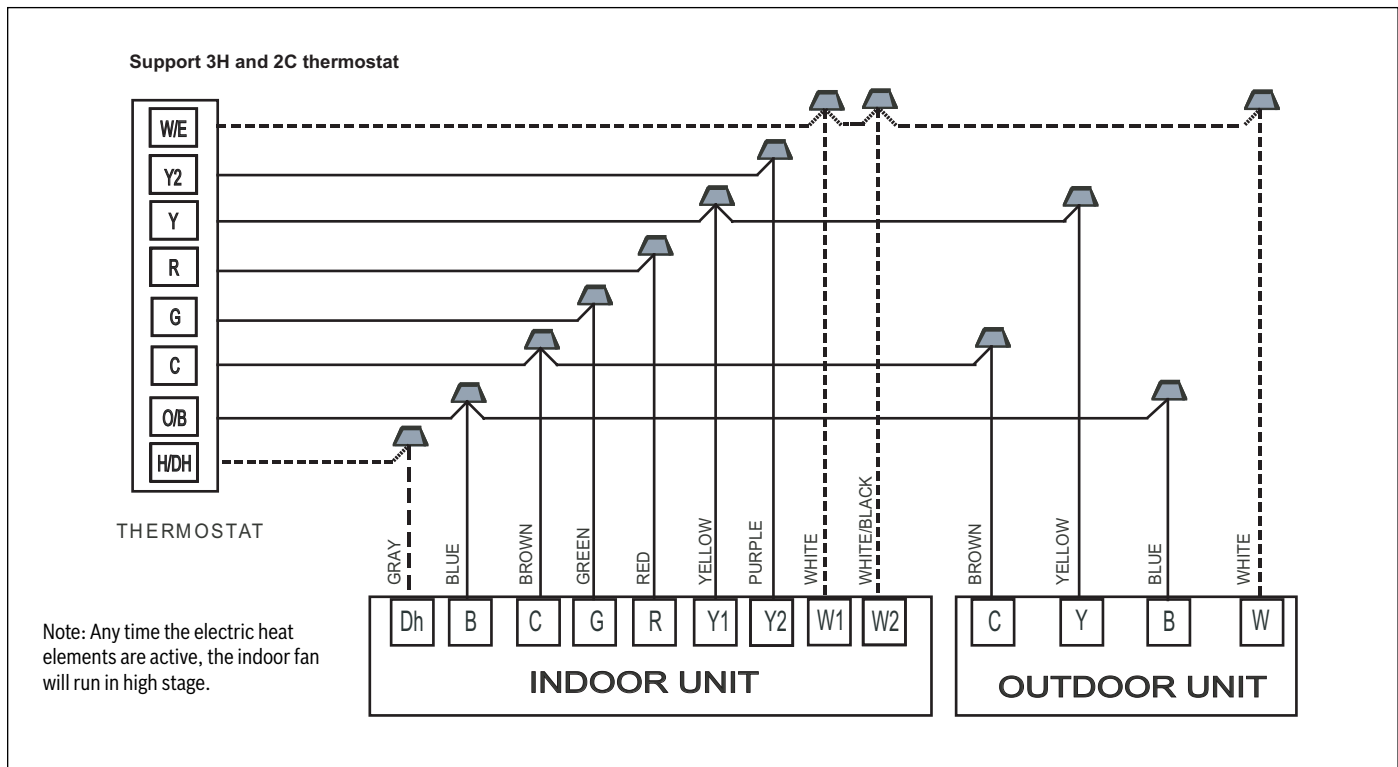 Support 3H and 2C thermostat
W/E
Y2
Y
R
G
C
O/B
H/DH
THERMOSTAT
GRAY
BLUE
BROWN
GREEN
RED
YELLOW
PURPLE
WHITE
WHITE/BLACK
BROWN
YELLOW
BLUE
WHITE
Dh
B
C
G
R
Y1
Y2
W1
W2
C
Y
B
W
INDOOR UNIT
OUTDOOR UNIT
Note: Any time the electric heat
elements are active, the indoor fan
will run in high stage.